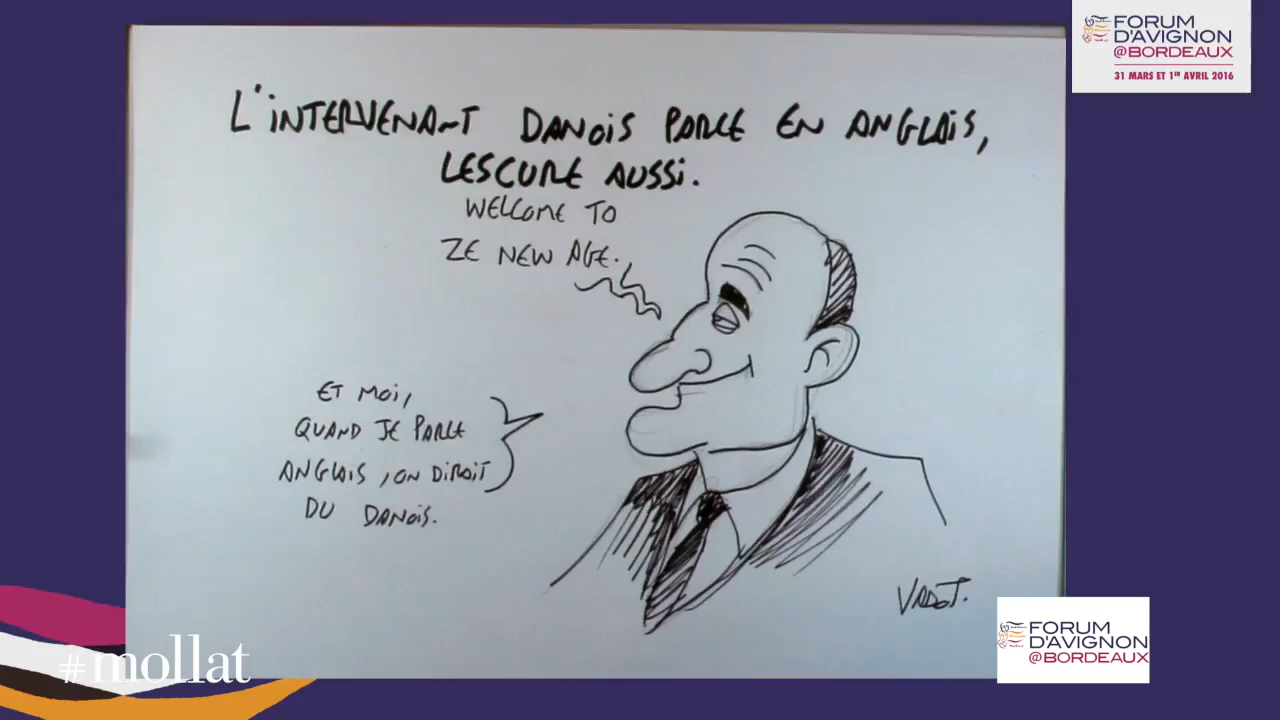 FORUM
D'AVIGNON
@BORDEAUX
31 MARS ET 1ER AVRIL 2016
L'INTERVENANT DANOIS PARLE EN ANGLAIS,
LESCURE AUSSI.
WELCOME TO
ZE NEW AGE.
ET MOI,
QUAND JE PARLE
ANGLAIS, ON DIRAIT
DU DANOIS.
VADOT.
#mollat
FORUM
D'AVIGNON
@BORDEAUX